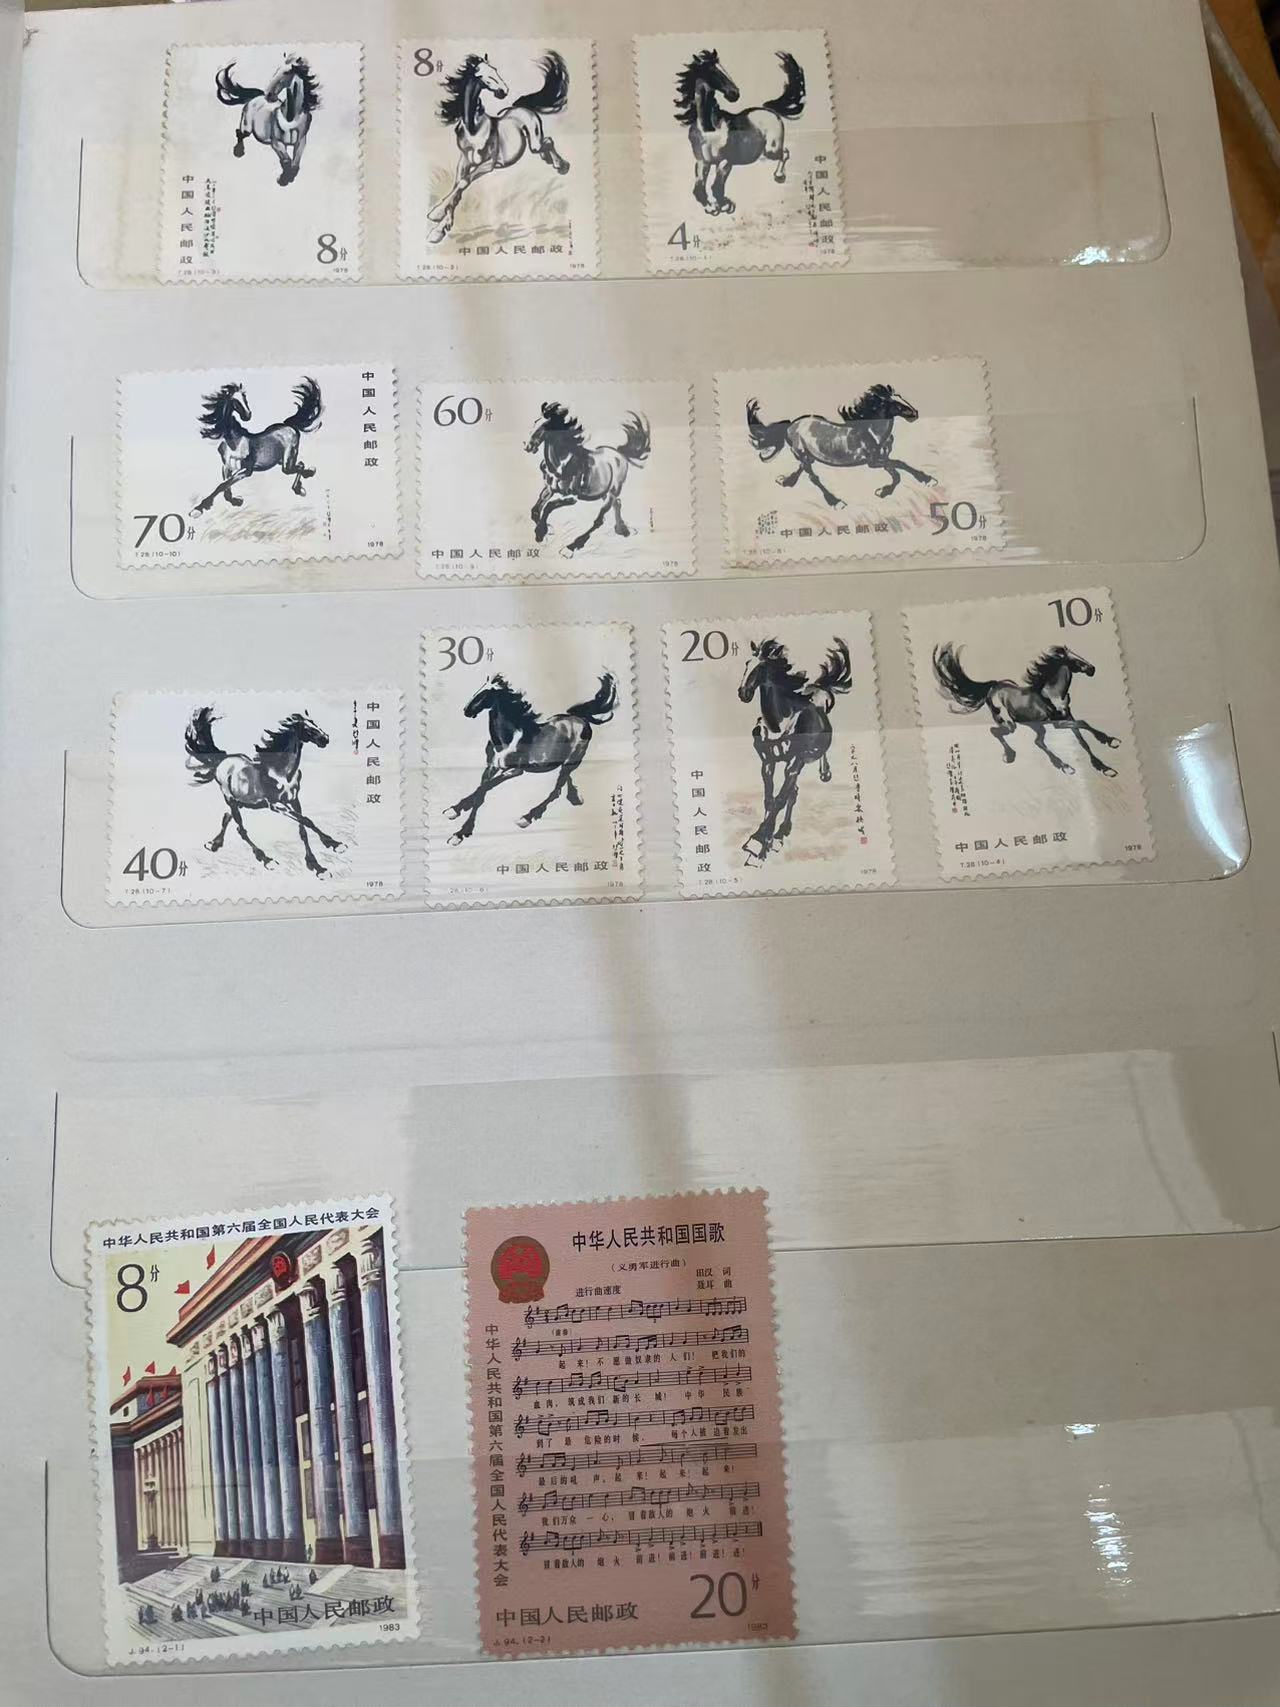 中国人民邮政
8分
T.28.(10-3)
1978
8分
中国人民邮政
T.28.(10-2)
1978
中国人民邮政
4分
T.28.(10-1)
1978
中国人民邮政
70分
T.28.(10-10)
1978
60分
中国人民邮政
T.28.(10-9)
1978
中国人民邮政
50分
T.28.(10-8)
1978
中国人民邮政
40分
T.28.(10-7)
1978
30分
中国人民邮政
28.(10-6)
1978
20分
中国人民邮政
T.28.(10-5)
1978
10分
中国人民邮政
T.28.(10-4)
1978
中华人民共和国第六届全国人民代表大会
8分
中国人民邮政
J.94.(2-1)
1983
中华人民共和国国歌
(义勇军进行曲)
田汉 词
聂耳 曲
进行曲速度
中华人民共和国第六届全国人民代表大会
(前奏)
起来!不愿做奴隶的人们!把我们的
血肉,筑成我们新的长城!中华民族
到了最危险的时候,每个人被迫着发出
最后的吼声。起来!起来!起来!
我们万众一心,冒着敌人的炮火前进!
冒着敌人的炮火前进!前进!前进!进!
20分
中国人民邮政
J.94.(2-2)
1983